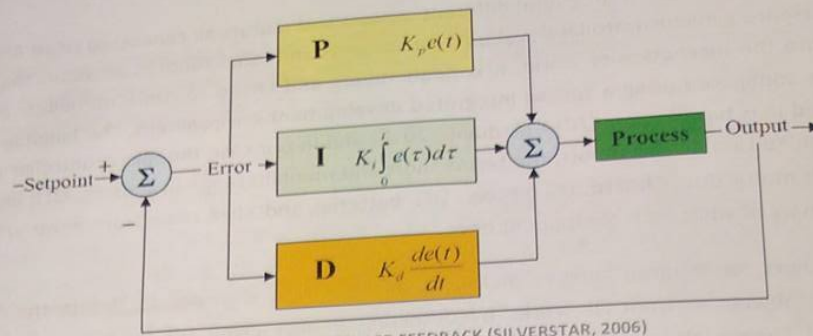 P K_p e(t)
−Setpoint + Σ Error I K_i ∫_0^t e(τ)dτ Σ Process Output
−
D K_d de(t)/dt
FEEDBACK (SILVERSTAR, 2006)